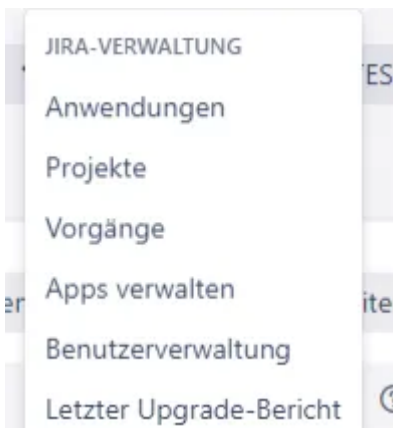 JIRA-VERWALTUNG
Anwendungen
Projekte
Vorgänge
Apps verwalten
Benutzerverwaltung
Letzter Upgrade-Bericht